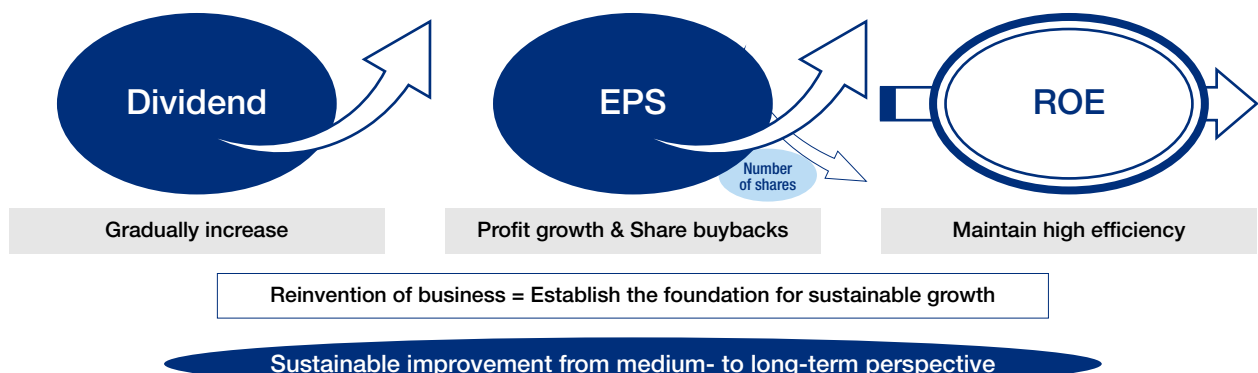 Dividend
EPS
ROE
Number
of shares
Gradually increase
Profit growth & Share buybacks
Maintain high efficiency
Reinvention of business = Establish the foundation for sustainable growth
Sustainable improvement from medium- to long-term perspective